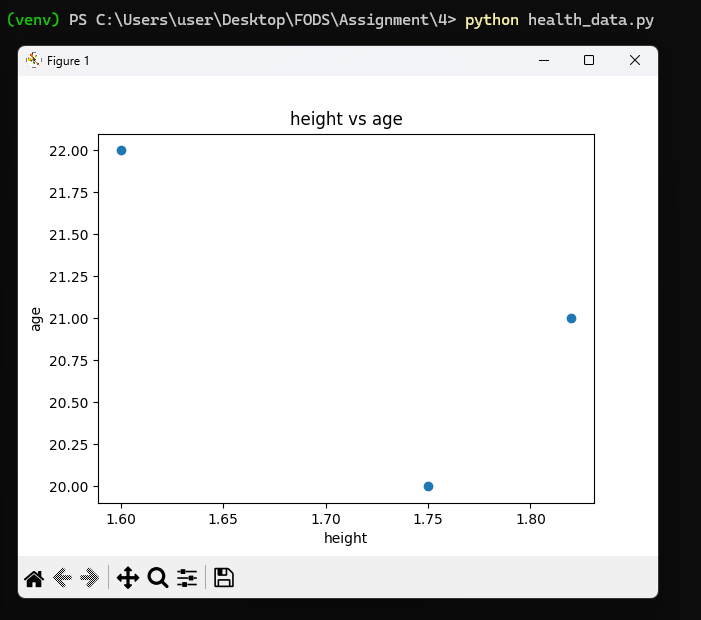 (venv) PS C:\Users\user\Desktop\FODS\Assignment\4> python health_data.py
Figure 1
height vs age
22.00
21.75
21.50
21.25
21.00
20.75
20.50
20.25
20.00
age
1.60 1.65 1.70 1.75 1.80
height